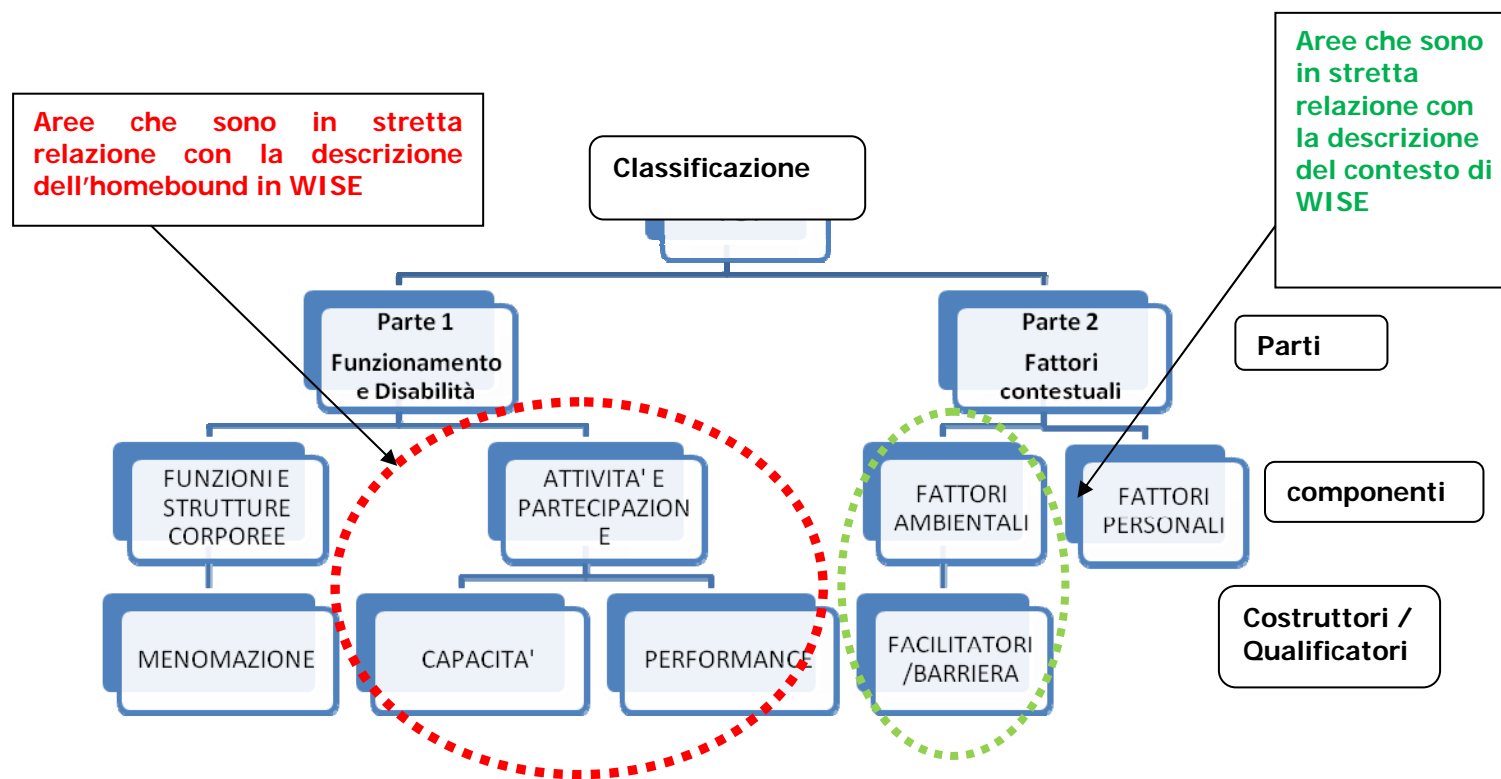 Aree che sono in stretta
relazione con la descrizione
dell'homebound in WISE
Aree che sono
in stretta
relazione con
la descrizione
del contesto di
WISE
Classificazione
Parte 1
Funzionamento
e Disabilità
Parte 2
Fattori
contestuali
Parti
FUNZIONI E
STRUTTURE
CORPOREE
ATTIVITA' E
PARTECIPAZION
E
FATTORI
AMBIENTALI
FATTORI
PERSONALI
componenti
MENOMAZIONE
CAPACITA'
PERFORMANCE
FACILITATORI
/BARRIERA
Costruttori /
Qualificatori